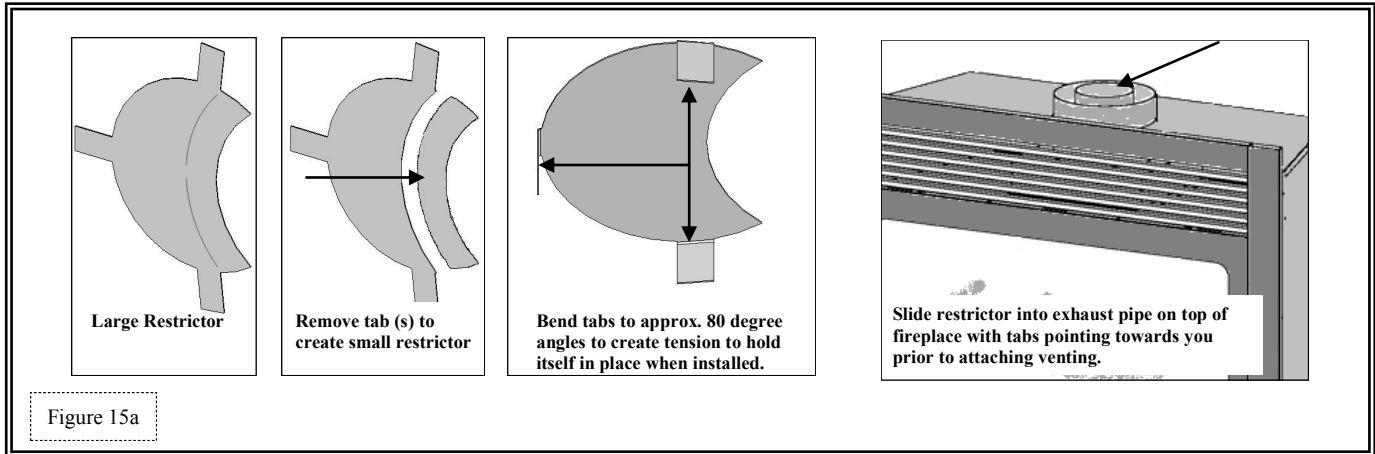 Large Restrictor
Remove tab (s) to
create small restrictor
Bend tabs to approx. 80 degree
angles to create tension to hold
itself in place when installed.
Slide restrictor into exhaust pipe on top of
fireplace with tabs pointing towards you
prior to attaching venting.
Figure 15a